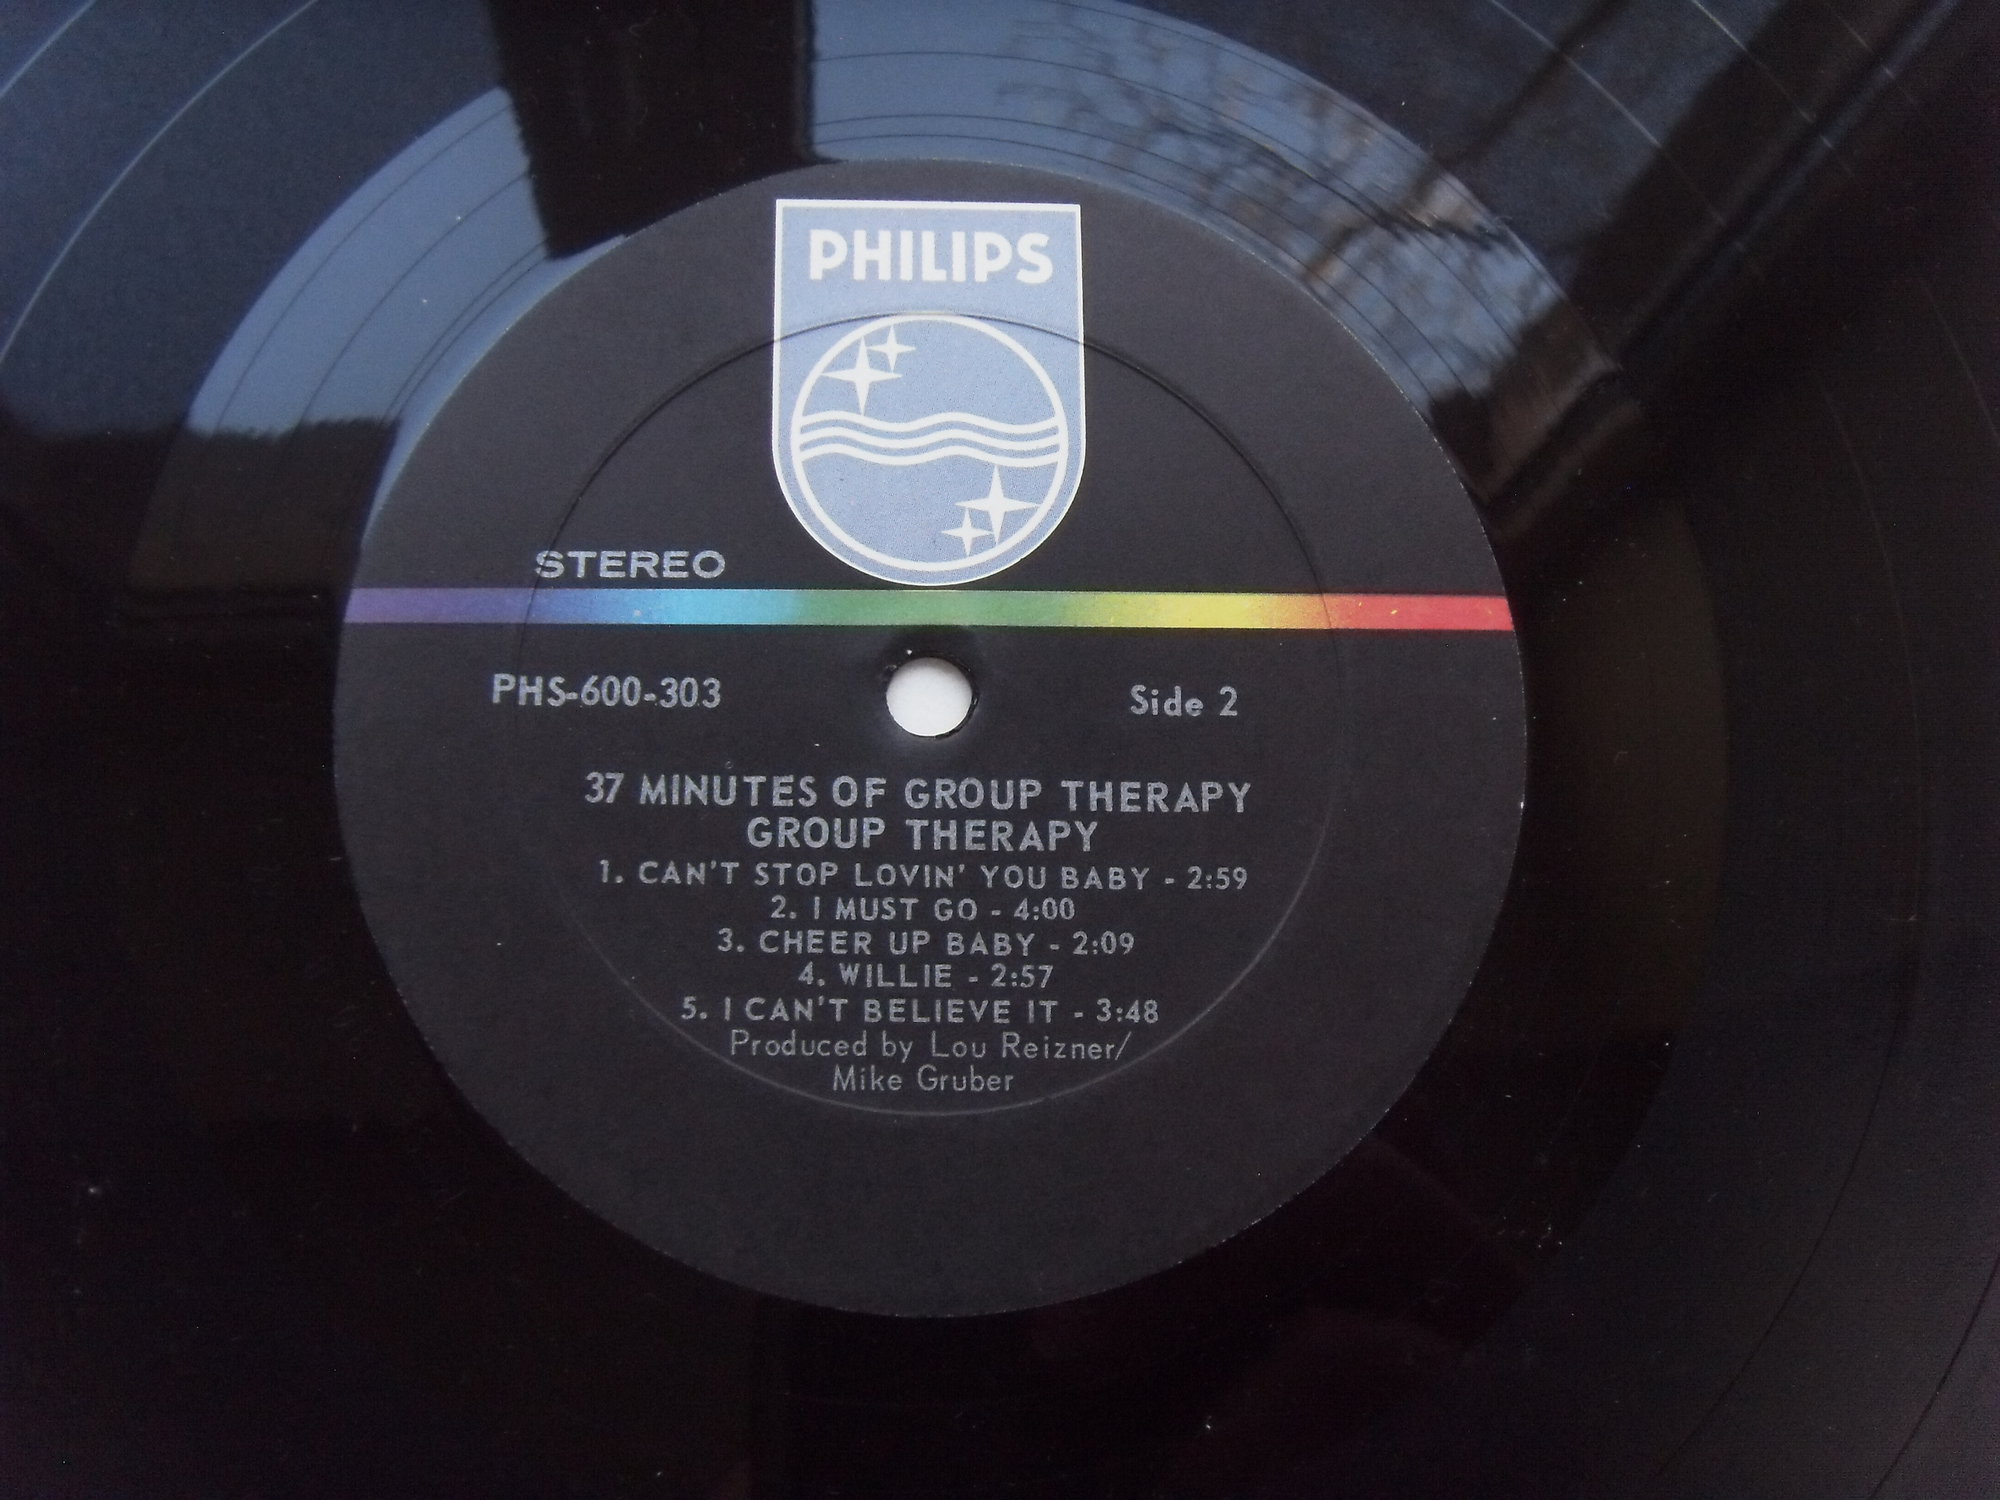 PHILIPS
STEREO
PHS-600-303
Side 2
37 MINUTES OF GROUP THERAPY
GROUP THERAPY
1. CAN'T STOP LOVIN' YOU BABY - 2:59
2. I MUST GO - 4:00
3. CHEER UP BABY - 2:09
4. WILLIE - 2:57
5. I CAN'T BELIEVE IT - 3:48
Produced by Lou Reizner/
Mike Gruber